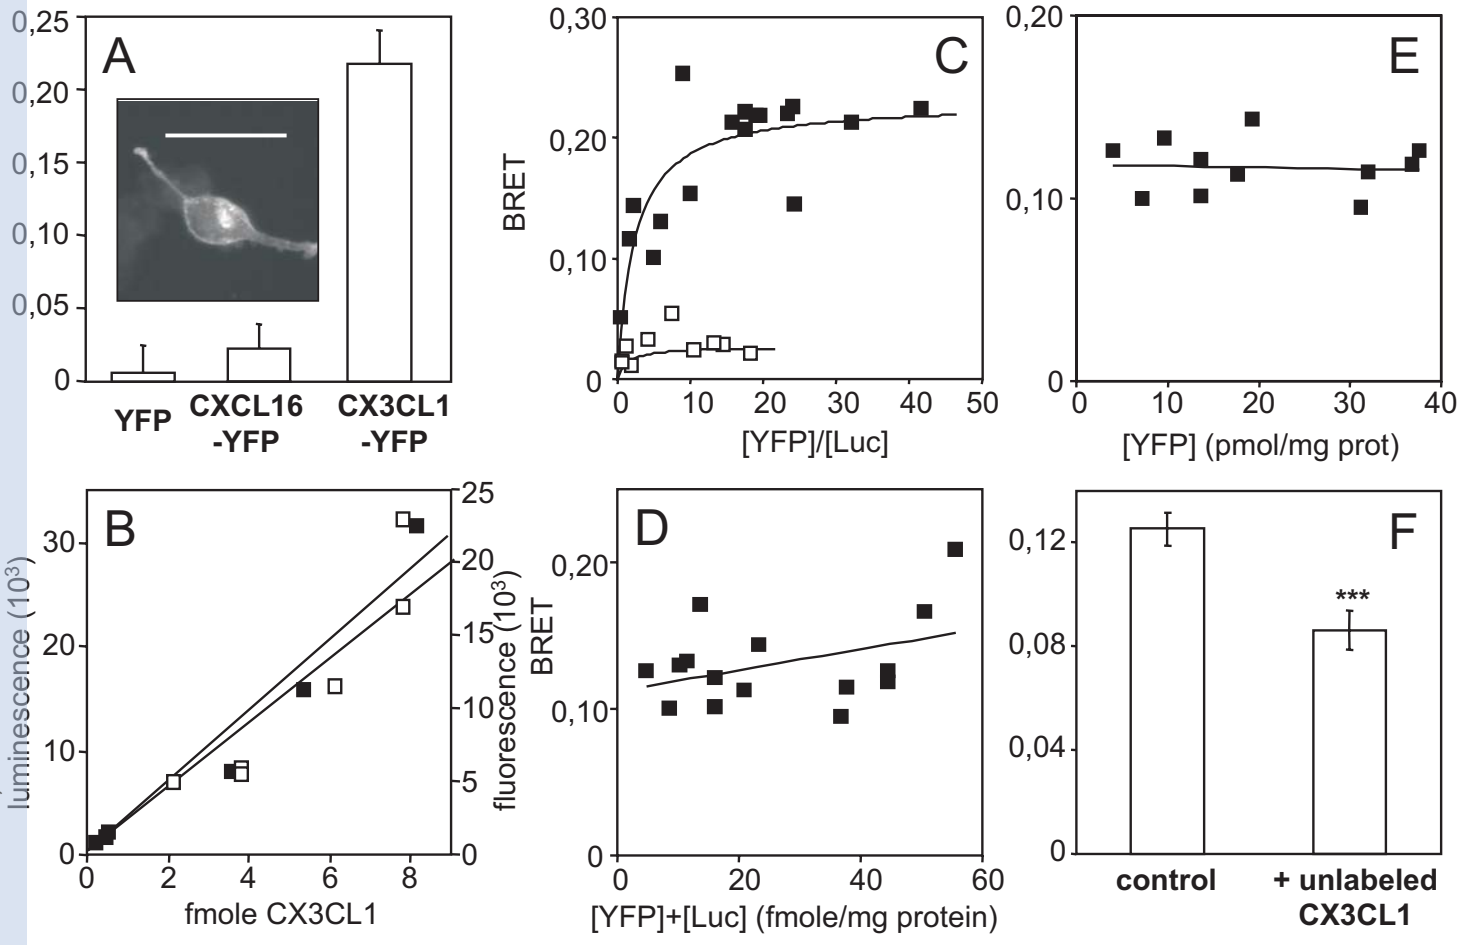 A
0,25
0,20
0,15
0,10
0,05
0
YFP
CXCL16
-YFP
CX3CL1
-YFP
C
BRET
0,30
0,20
0,10
0
0
10
20
30
40
50
[YFP]/[Luc]
E
0,20
0,10
0
0
10
20
30
40
[YFP] (pmol/mg prot)
B
luminescence (10³)
30
20
10
0
25
20
15
10
5
0
fluorescence (10³)
0
2
4
6
8
fmole CX3CL1
D
BRET
0,20
0,10
0
0
20
40
60
[YFP]+[Luc] (fmole/mg protein)
F
0,12
0,08
0,04
0
***
control
+ unlabeled
CX3CL1